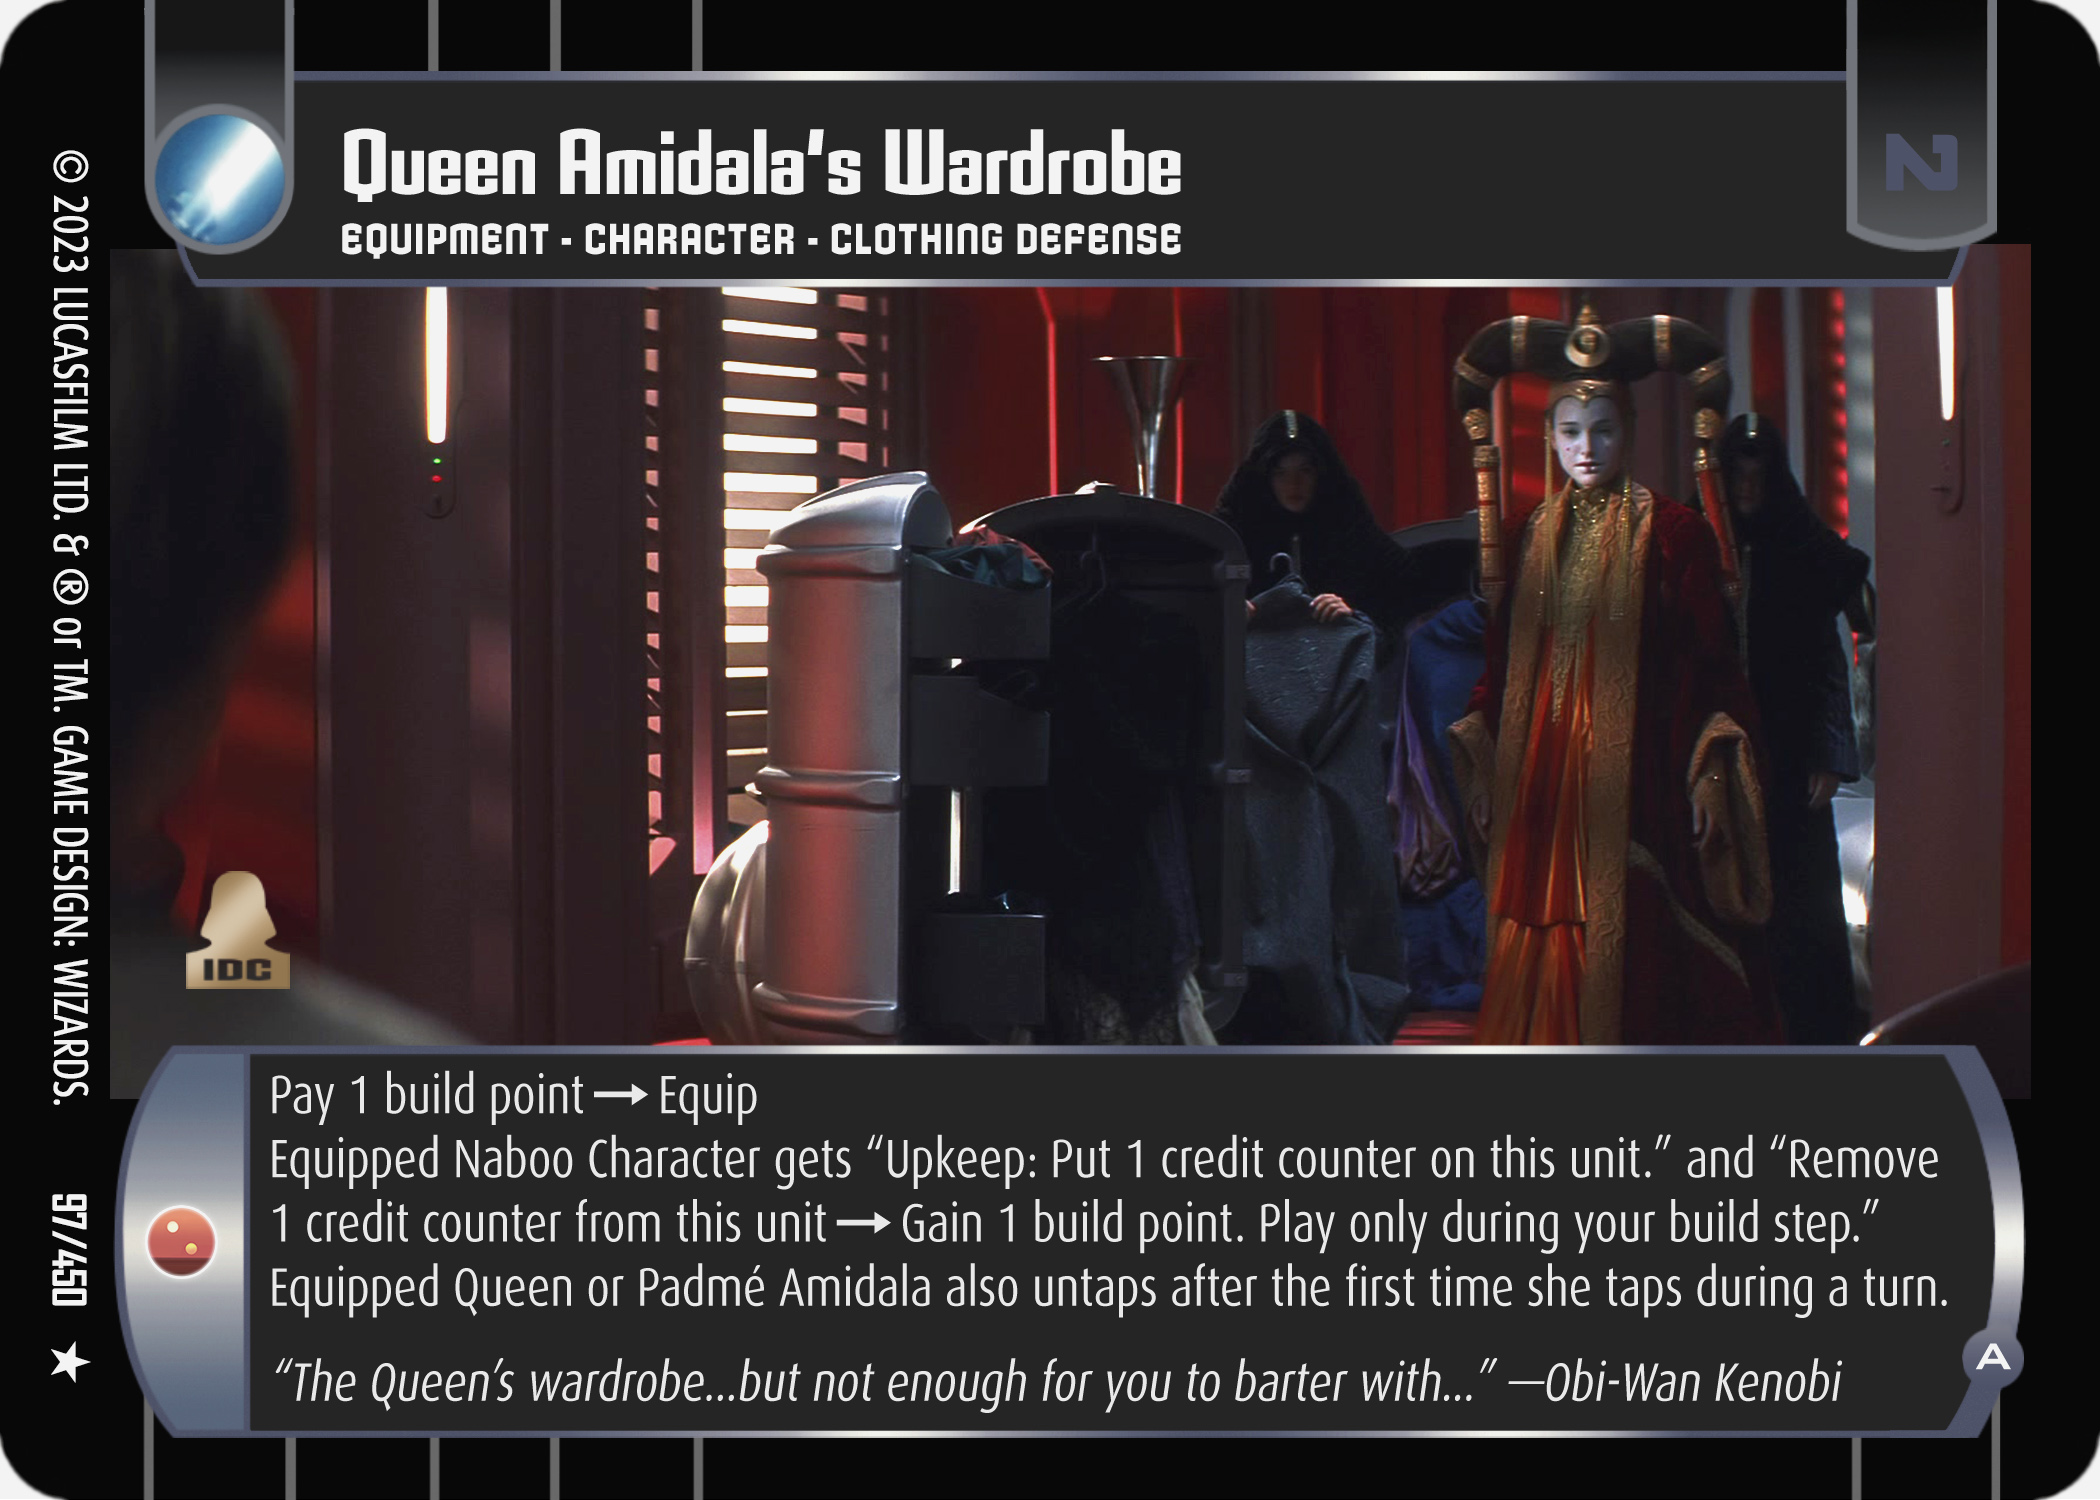 Queen Amidala's Wardrobe
EQUIPMENT - CHARACTER - CLOTHING DEFENSE
2
IDC
Pay 1 build point → Equip
Equipped Naboo Character gets “Upkeep: Put 1 credit counter on this unit.” and “Remove
1 credit counter from this unit → Gain 1 build point. Play only during your build step.”
Equipped Queen or Padmé Amidala also untaps after the first time she taps during a turn.
“The Queen’s wardrobe...but not enough for you to barter with...” —Obi-Wan Kenobi
A
© 2023 LUCASFILM LTD. & ® or TM. GAME DESIGN: WIZARDS.
97/450 ★